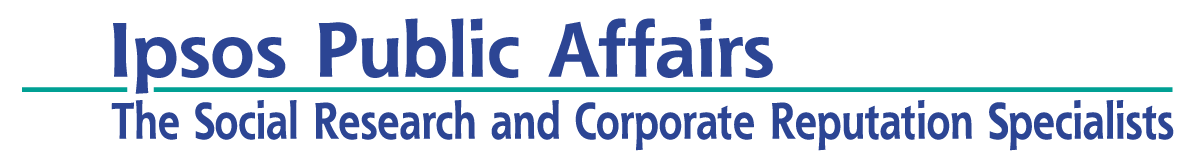 Ipsos Public Affairs
The Social Research and Corporate Reputation Specialists